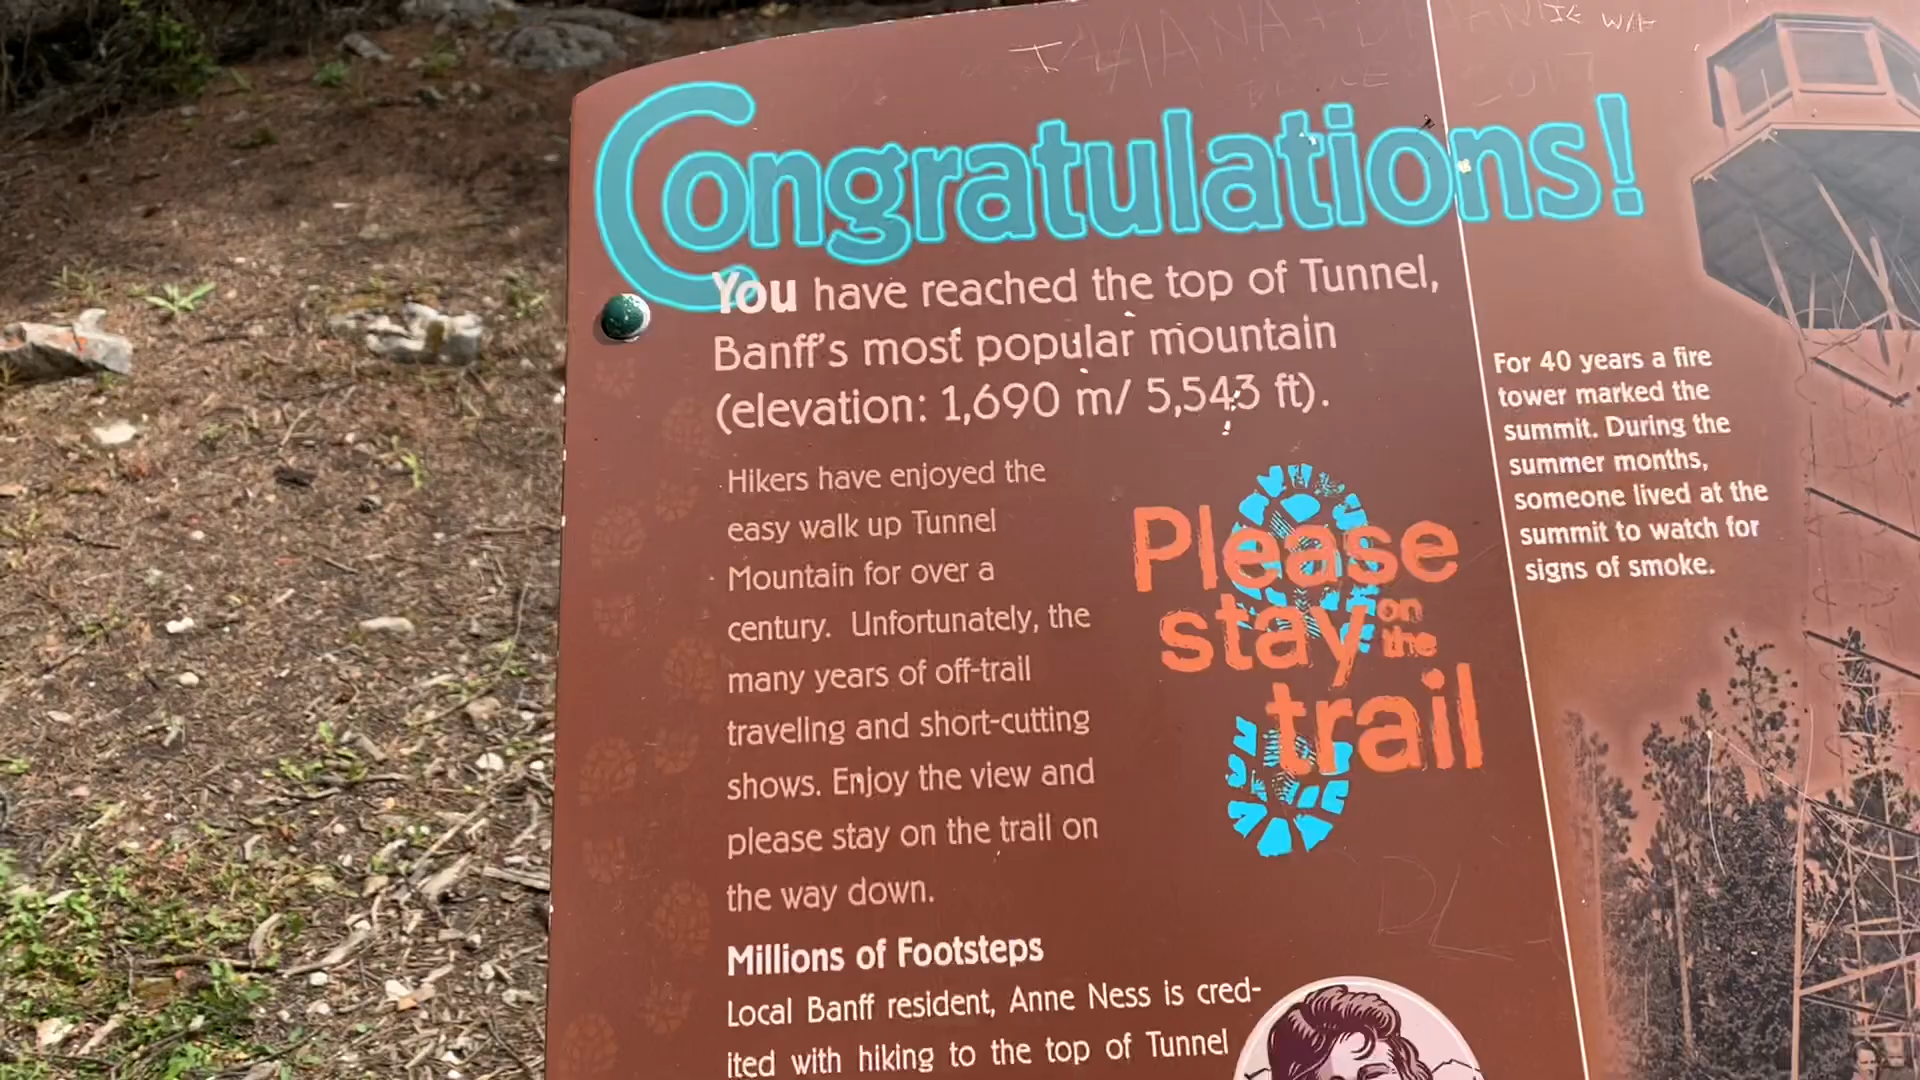 Congratulations!
You have reached the top of Tunnel,
Banff's most popular mountain
(elevation: 1,690 m/ 5,543 ft).
Hikers have enjoyed the
easy walk up Tunnel
Mountain for over a
century. Unfortunately, the
many years of off-trail
traveling and short-cutting
shows. Enjoy the view and
please stay on the trail on
the way down.
Please
stay on
the
trail
Millions of Footsteps
Local Banff resident, Anne Ness is cred-
ited with hiking to the top of Tunnel
For 40 years a fire
tower marked the
summit. During the
summer months,
someone lived at the
summit to watch for
signs of smoke.
DL